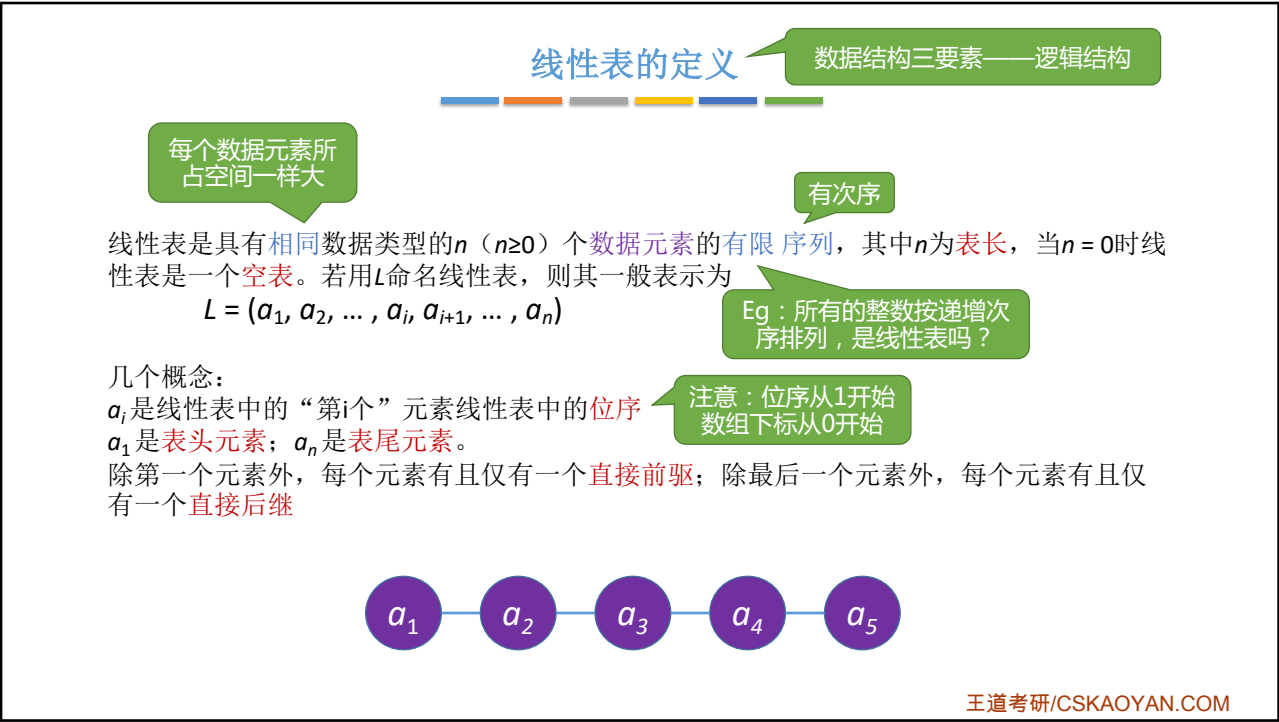 线性表的定义
数据结构三要素——逻辑结构
每个数据元素所
占空间一样大
有次序
线性表是具有相同数据类型的n（n≥0）个数据元素的有限 序列，其中n为表长，当n = 0时线
性表是一个空表。若用L命名线性表，则其一般表示为
L = (a1, a2, … , ai, ai+1, … , an)
Eg：所有的整数按递增次
序排列，是线性表吗？
几个概念：
ai是线性表中的“第i个”元素线性表中的位序
注意：位序从1开始
数组下标从0开始
a1是表头元素；an是表尾元素。
除第一个元素外，每个元素有且仅有一个直接前驱；除最后一个元素外，每个元素有且仅
有一个直接后继
a1 a2 a3 a4 a5
王道考研/CSKAOYAN.COM